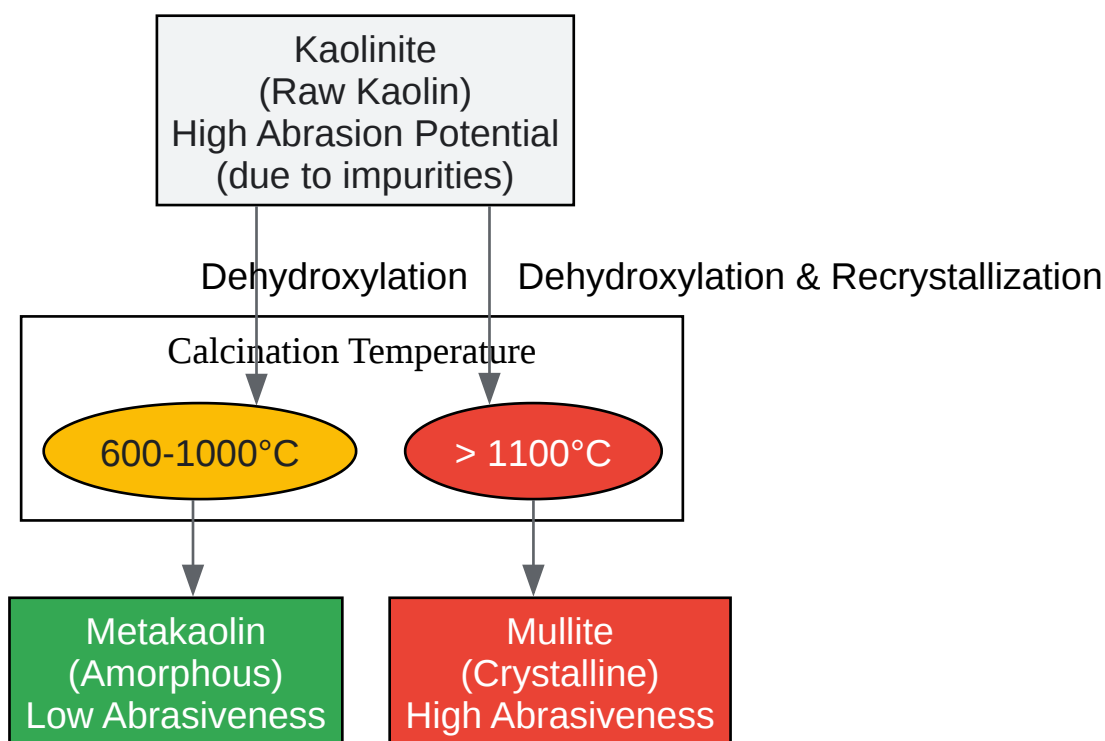 Kaolinite
(Raw Kaolin)
High Abrasion Potential
(due to impurities)
Dehydroxylation
Dehydroxylation & Recrystallization
Calcination Temperature
600-1000°C
> 1100°C
Metakaolin
(Amorphous)
Low Abrasiveness
Mullite
(Crystalline)
High Abrasiveness